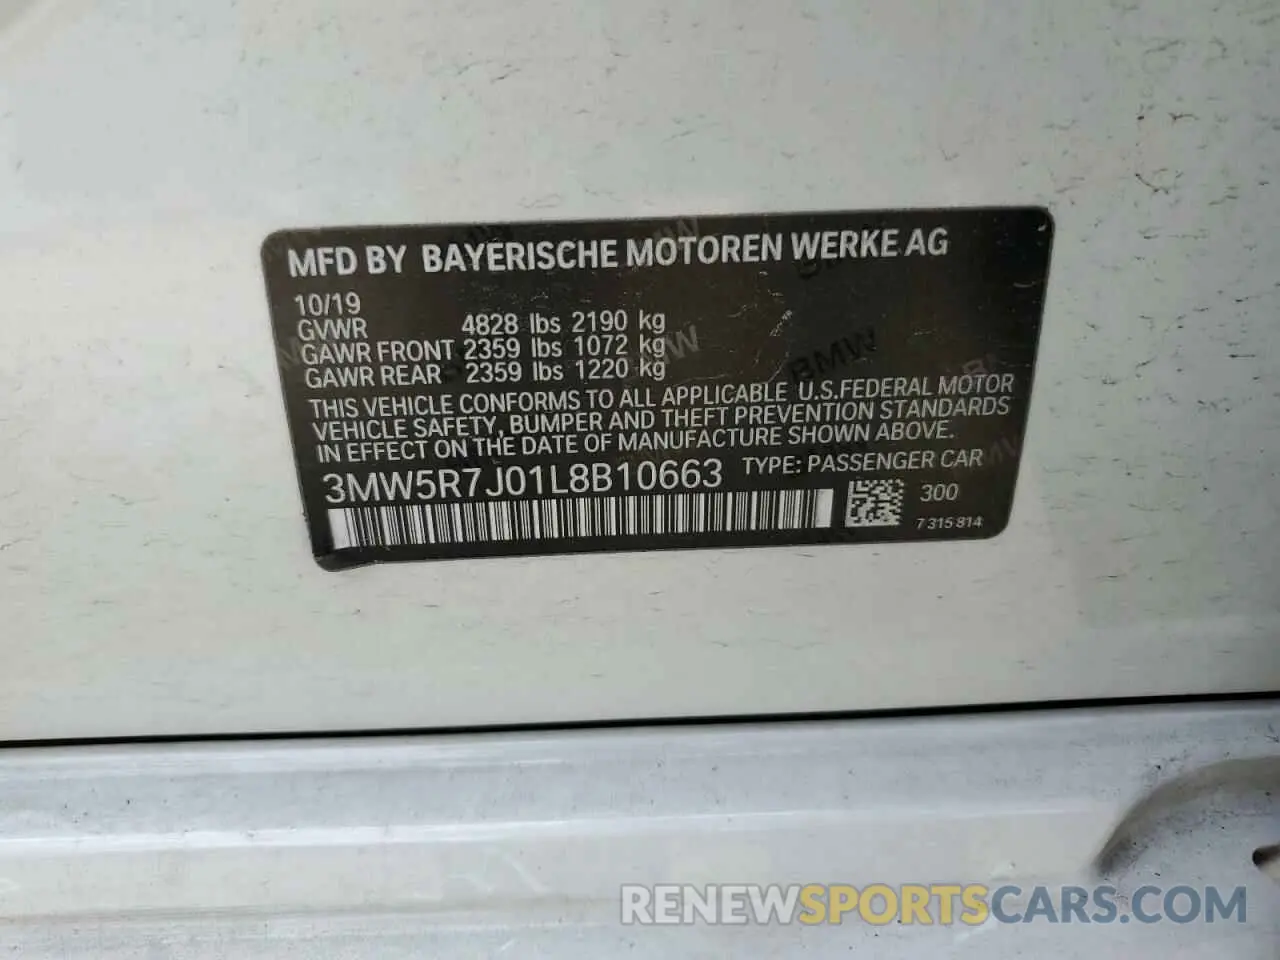 MFD BY BAYERISCHE MOTOREN WERKE AG
10/19
GVWR 4828 lbs 2190 kg
GAWR FRONT 2359 lbs 1072 kg
GAWR REAR 2359 lbs 1220 kg
THIS VEHICLE CONFORMS TO ALL APPLICABLE U.S.FEDERAL MOTOR
VEHICLE SAFETY, BUMPER AND THEFT PREVENTION STANDARDS
IN EFFECT ON THE DATE OF MANUFACTURE SHOWN ABOVE.
3MW5R7J01L8B10663 TYPE: PASSENGER CAR
300
7 315 814
RENEWSPORTSCARS.COM